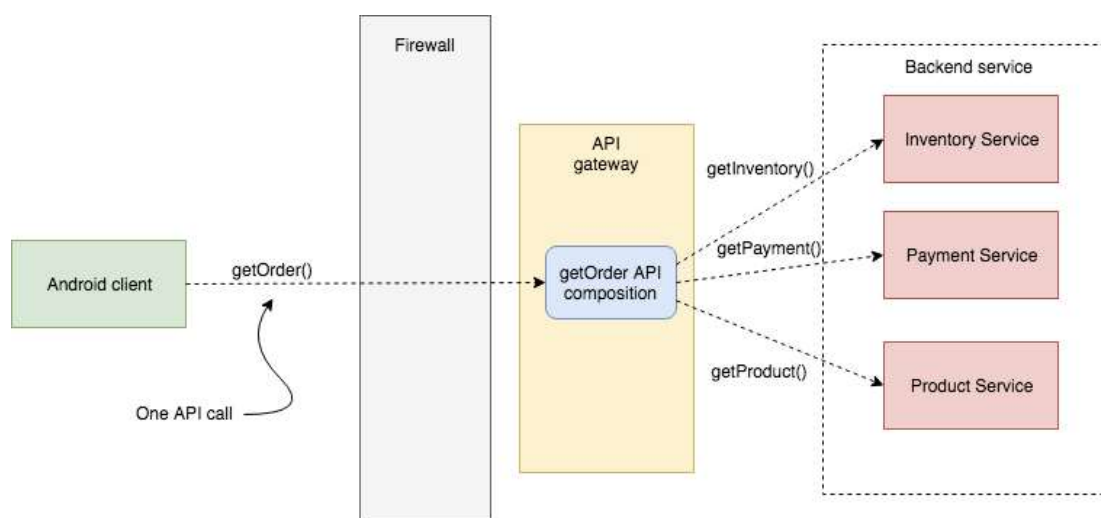 Firewall
Backend service
API
gateway
Inventory Service
getInventory()
getPayment()
Payment Service
getOrder()
getOrder API
composition
Android client
getProduct()
Product Service
One API call